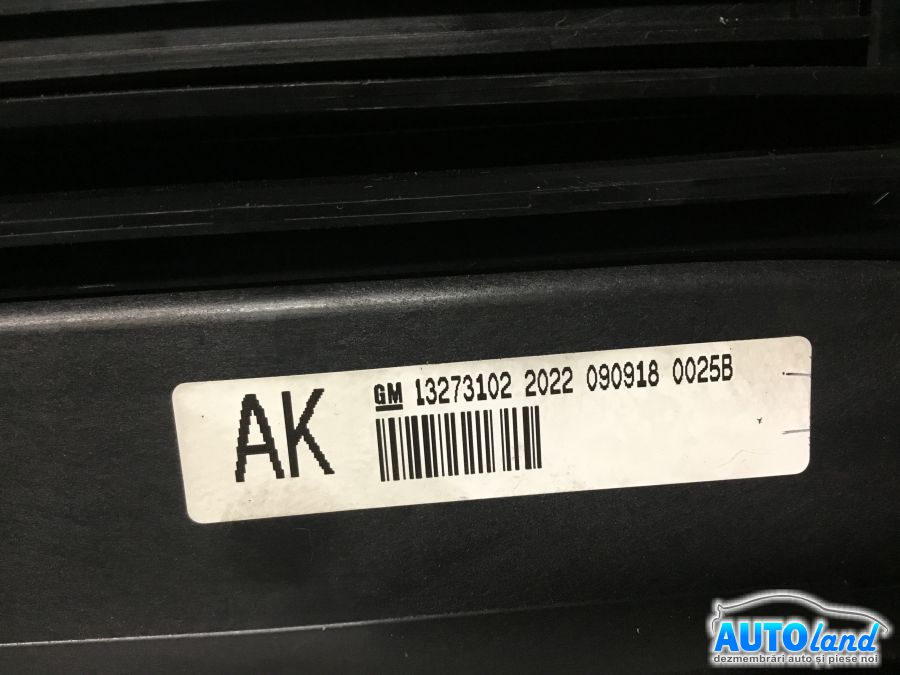 AK
GM 13273102 2022 090918 0025B
AUTOland
dezmembrări auto și piese noi